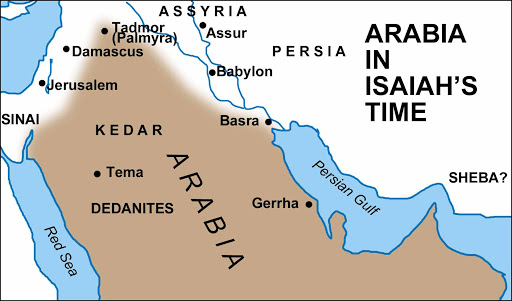 ASSYRIA
Tadmor
(Palmyra)
Assur
ARABIA
IN
ISAIAH'S
TIME
Damascus
PERSIA
Babylon
Jerusalem
SINAI
Basra
KEDAR
ARABIA
Tema
Persian Gulf
SHEBA?
DEDANITES
Gerrha
Red Sea